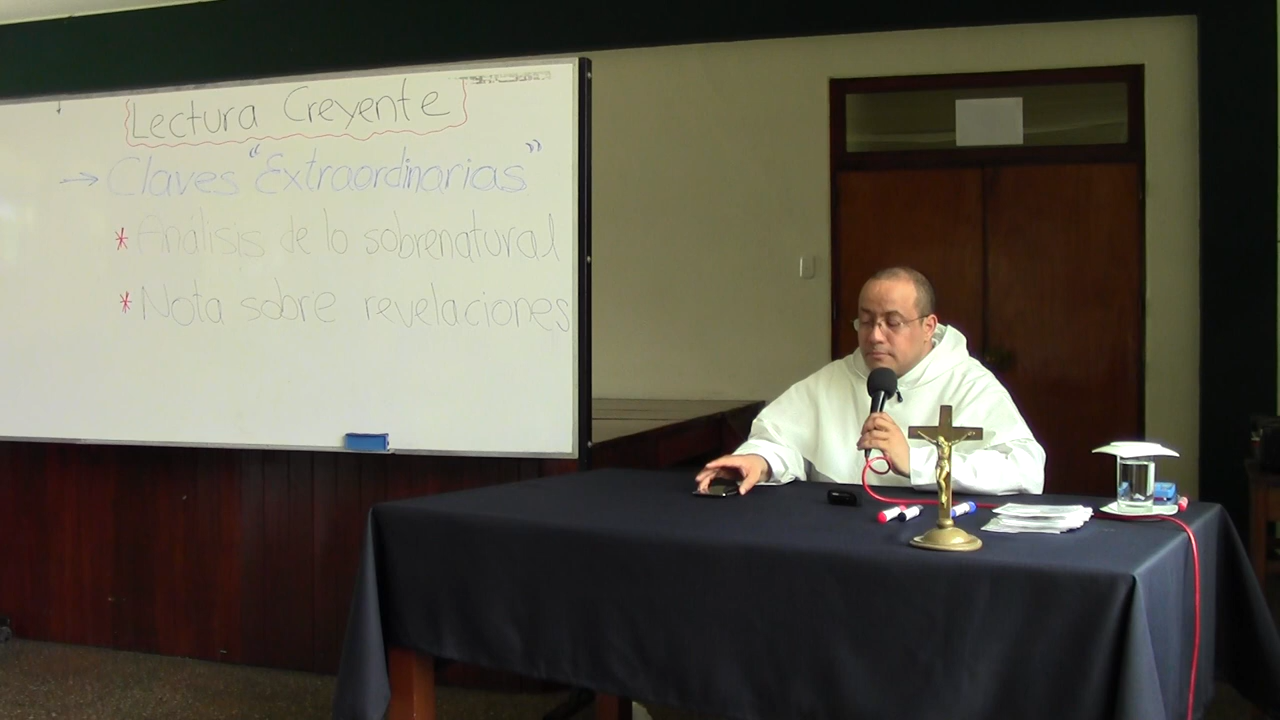 Lectura Creyente
→ Claves "Extraordinarias"
* Análisis de lo sobrenatural
* Nota sobre revelaciones